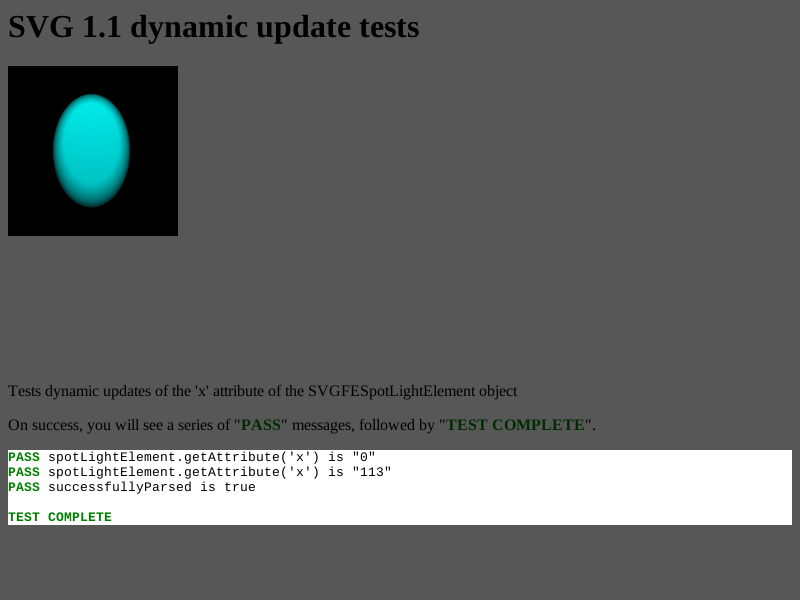 SVG 1.1 dynamic update tests
Tests dynamic updates of the 'x' attribute of the SVGFESpotLightElement object
On success, you will see a series of "PASS" messages, followed by "TEST COMPLETE".
PASS spotLightElement.getAttribute('x') is "0"
PASS spotLightElement.getAttribute('x') is "113"
PASS successfullyParsed is true
TEST COMPLETE